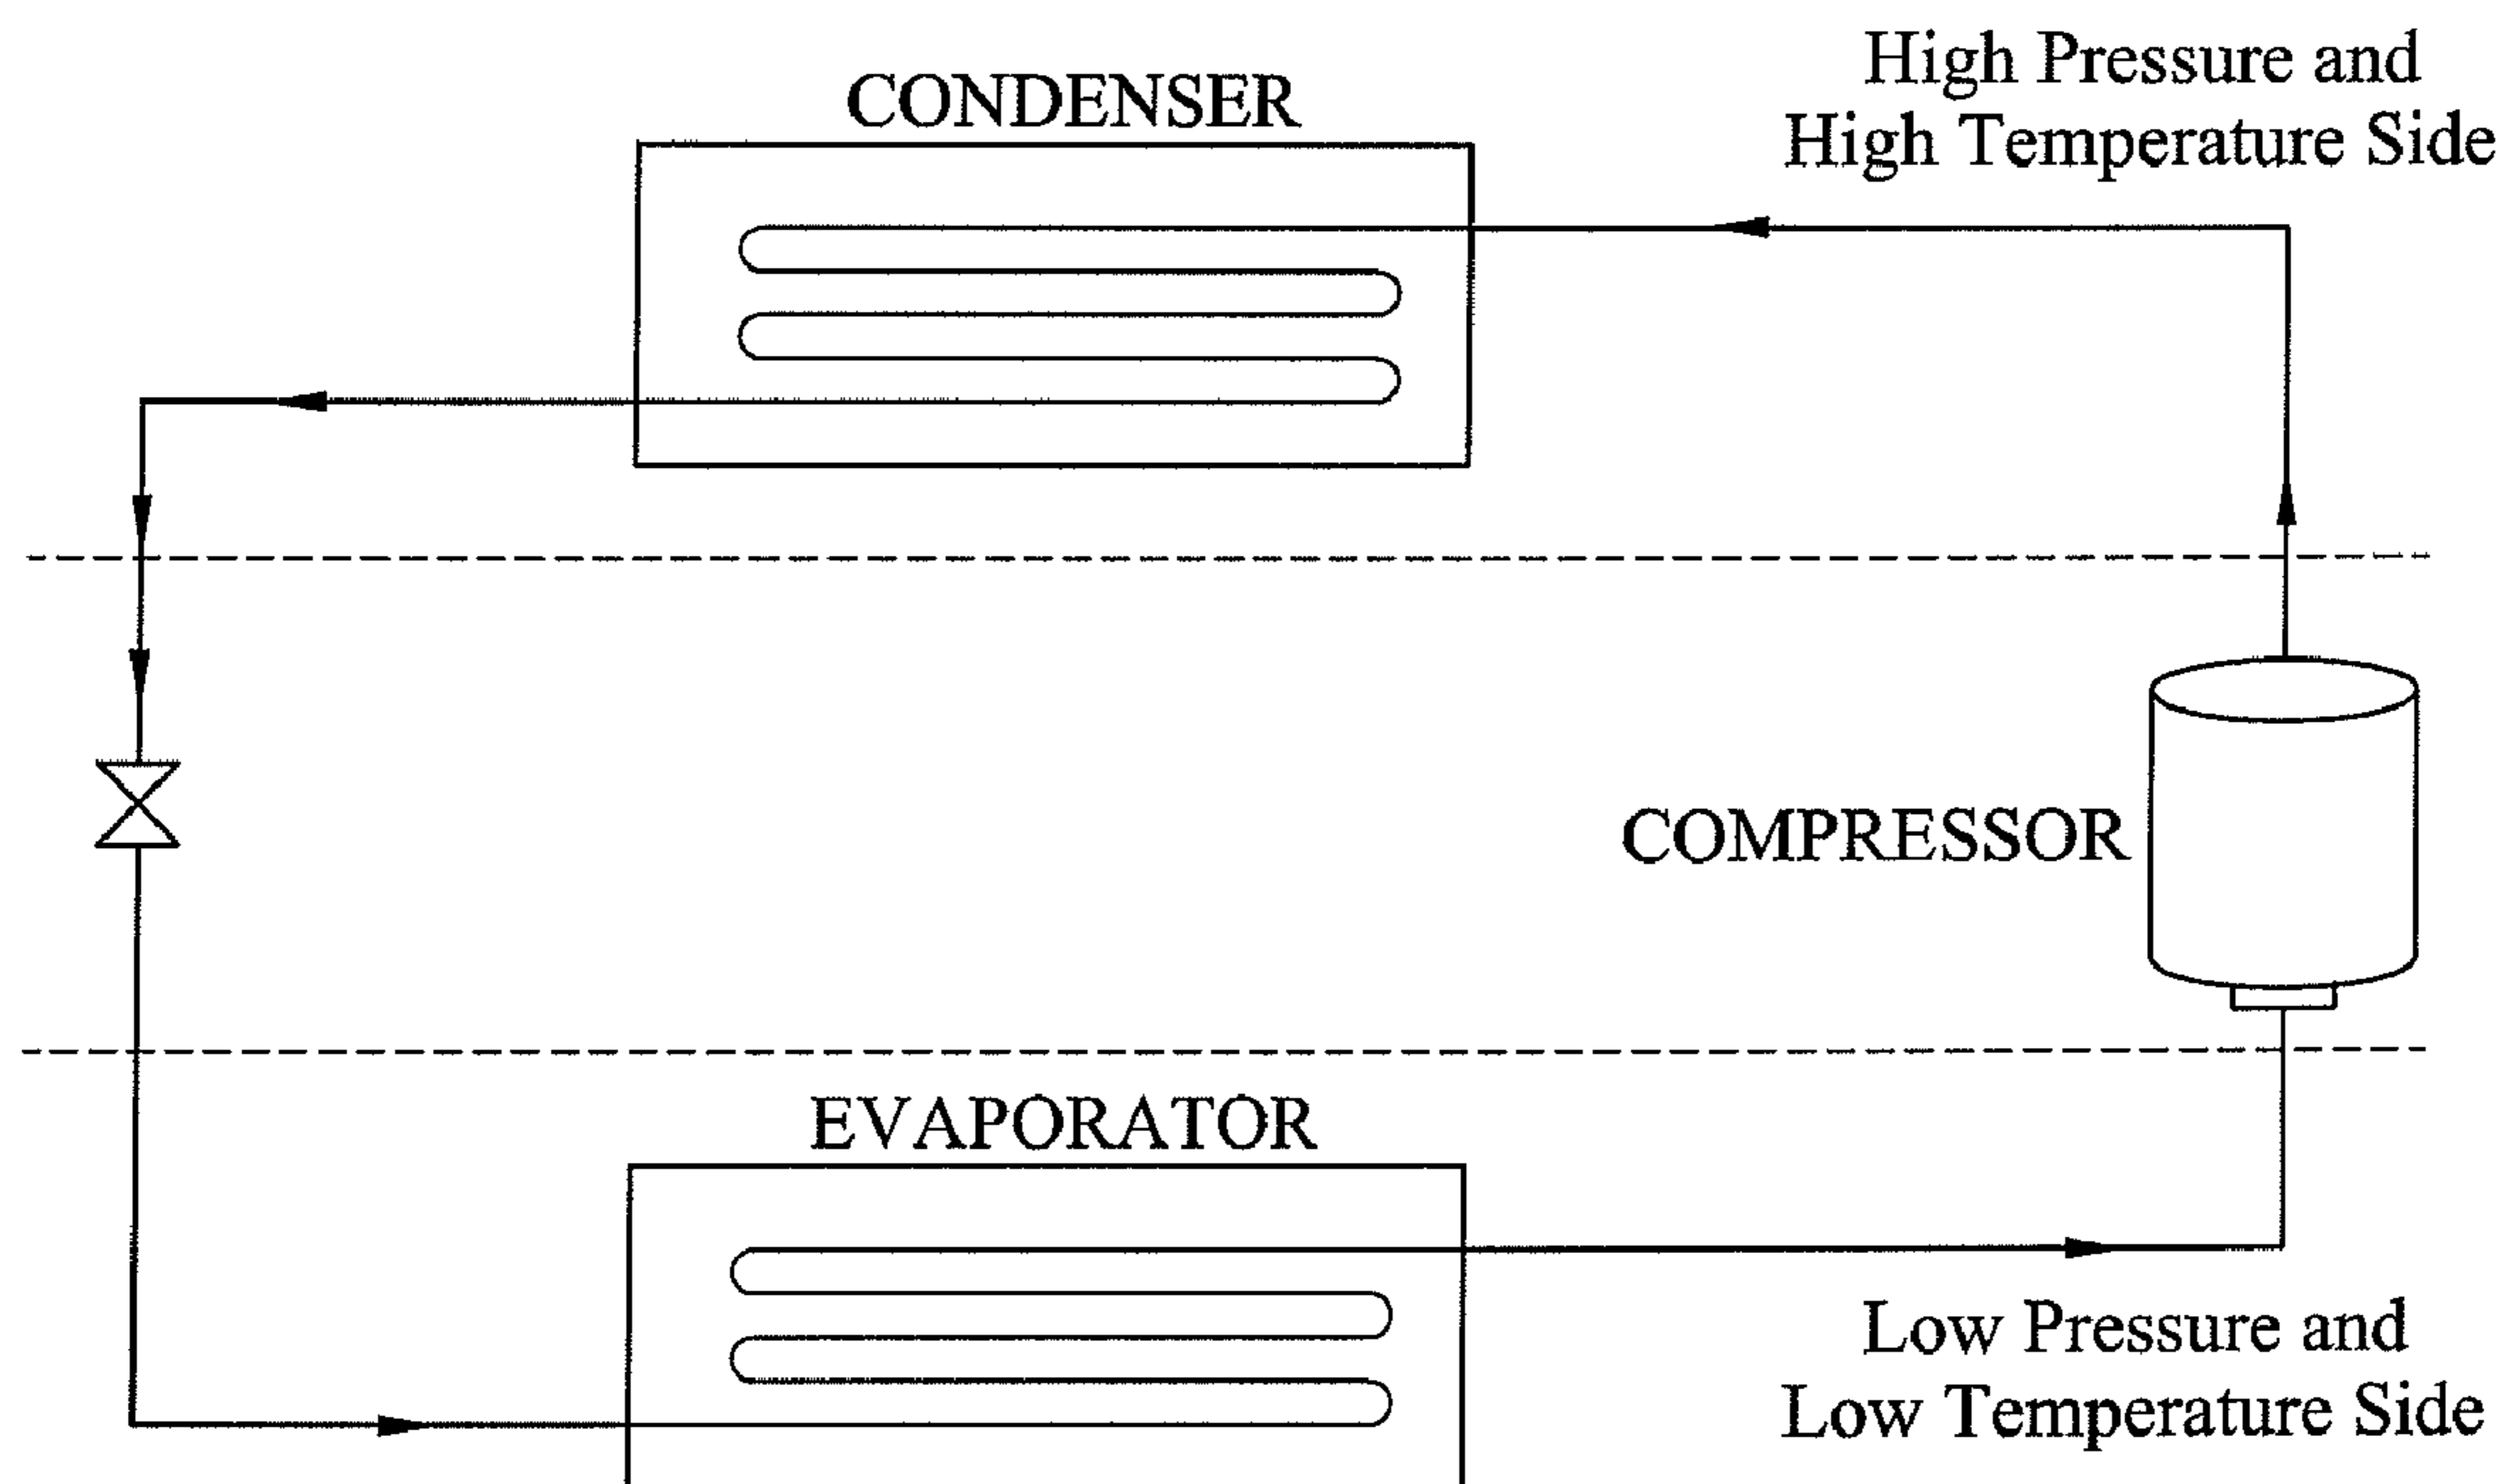 High Pressure and
High Temperature Side
CONDENSER
COMPRESSOR
EVAPORATOR
Low Pressure and
Low Temperature Side